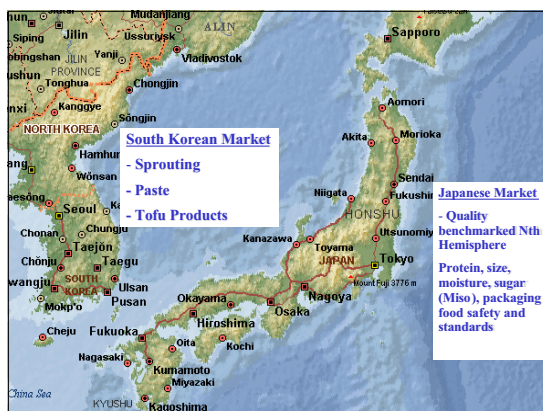 Mudanjiang
ALIN
Siping
Jilin
Ussuriysk
Sapporo
Yanji
JILIN
PROVINCE
Vladivostok
Tonghua
Chongjin
Kanggye
Aomori
Sŏngjin
NORTH KOREA
Akita
Morioka
Hamhu
Wŏnsan
Sendai
Niigata
Fukushim
Seoul
HONSHU
Chonan
Chungju
Kanazawa
Utsunomiy
Toyama
Taejŏn
JAPAN
Tokyo
Chŏnju
Taegu
Mount Fuji 3776 m
Ulsan
Nagoya
SOUTH
KOREA
Okayama
Pusan
Osaka
Mokp'o
Hiroshima
Cheju
Fukuoka
Oita
Kochi
Nagasaki
Kumamoto
Miyazaki
China Sea
KYUSHU
Kagoshima
South Korean Market
- Sprouting
- Paste
- Tofu Products
Japanese Market
- Quality
benchmarked Nth
Hemisphere
Protein, size,
moisture, sugar
(Miso), packaging
food safety and
standards